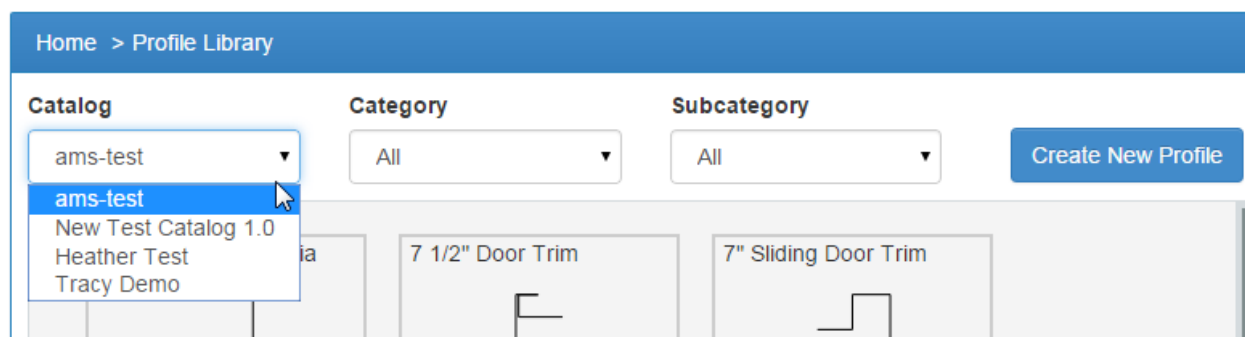 Home > Profile Library
Catalog Category Subcategory
ams-test All All Create New Profile
ams-test
New Test Catalog 1.0
Heather Test
Tracy Demo
7 1/2" Door Trim 7" Sliding Door Trim